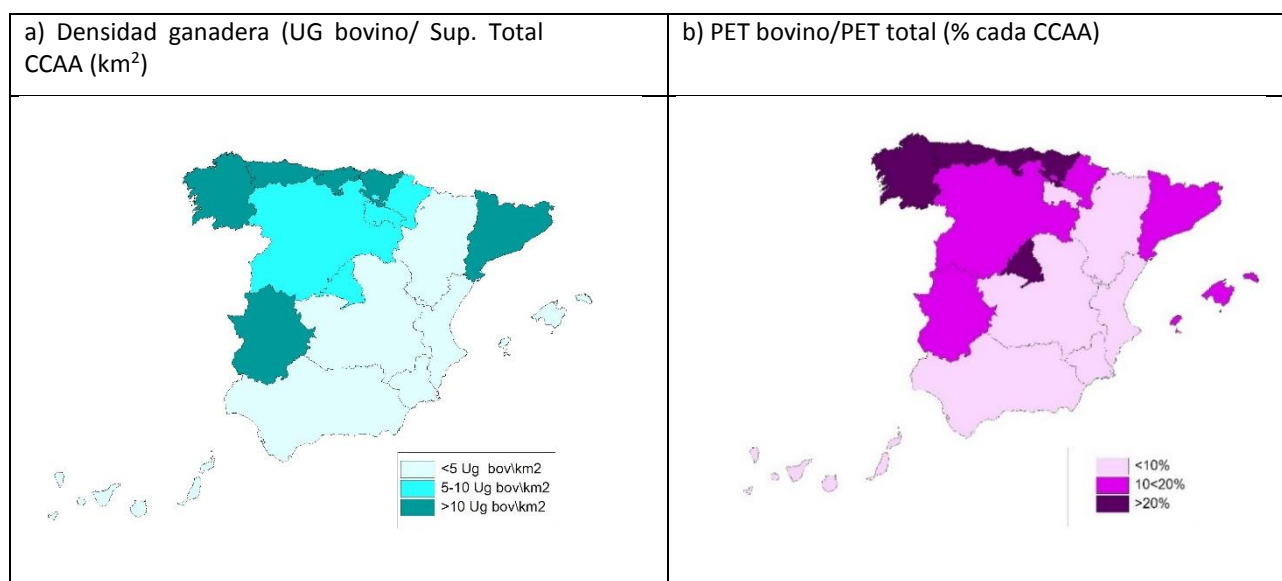 a) Densidad ganadera (UG bovino/ Sup. Total
CCAA (km2)
b) PET bovino/PET total (% cada CCAA)
<5 Ug bov\km2
5-10 Ug bov\km2
>10 Ug bov\km2
<10%
10<20%
>20%